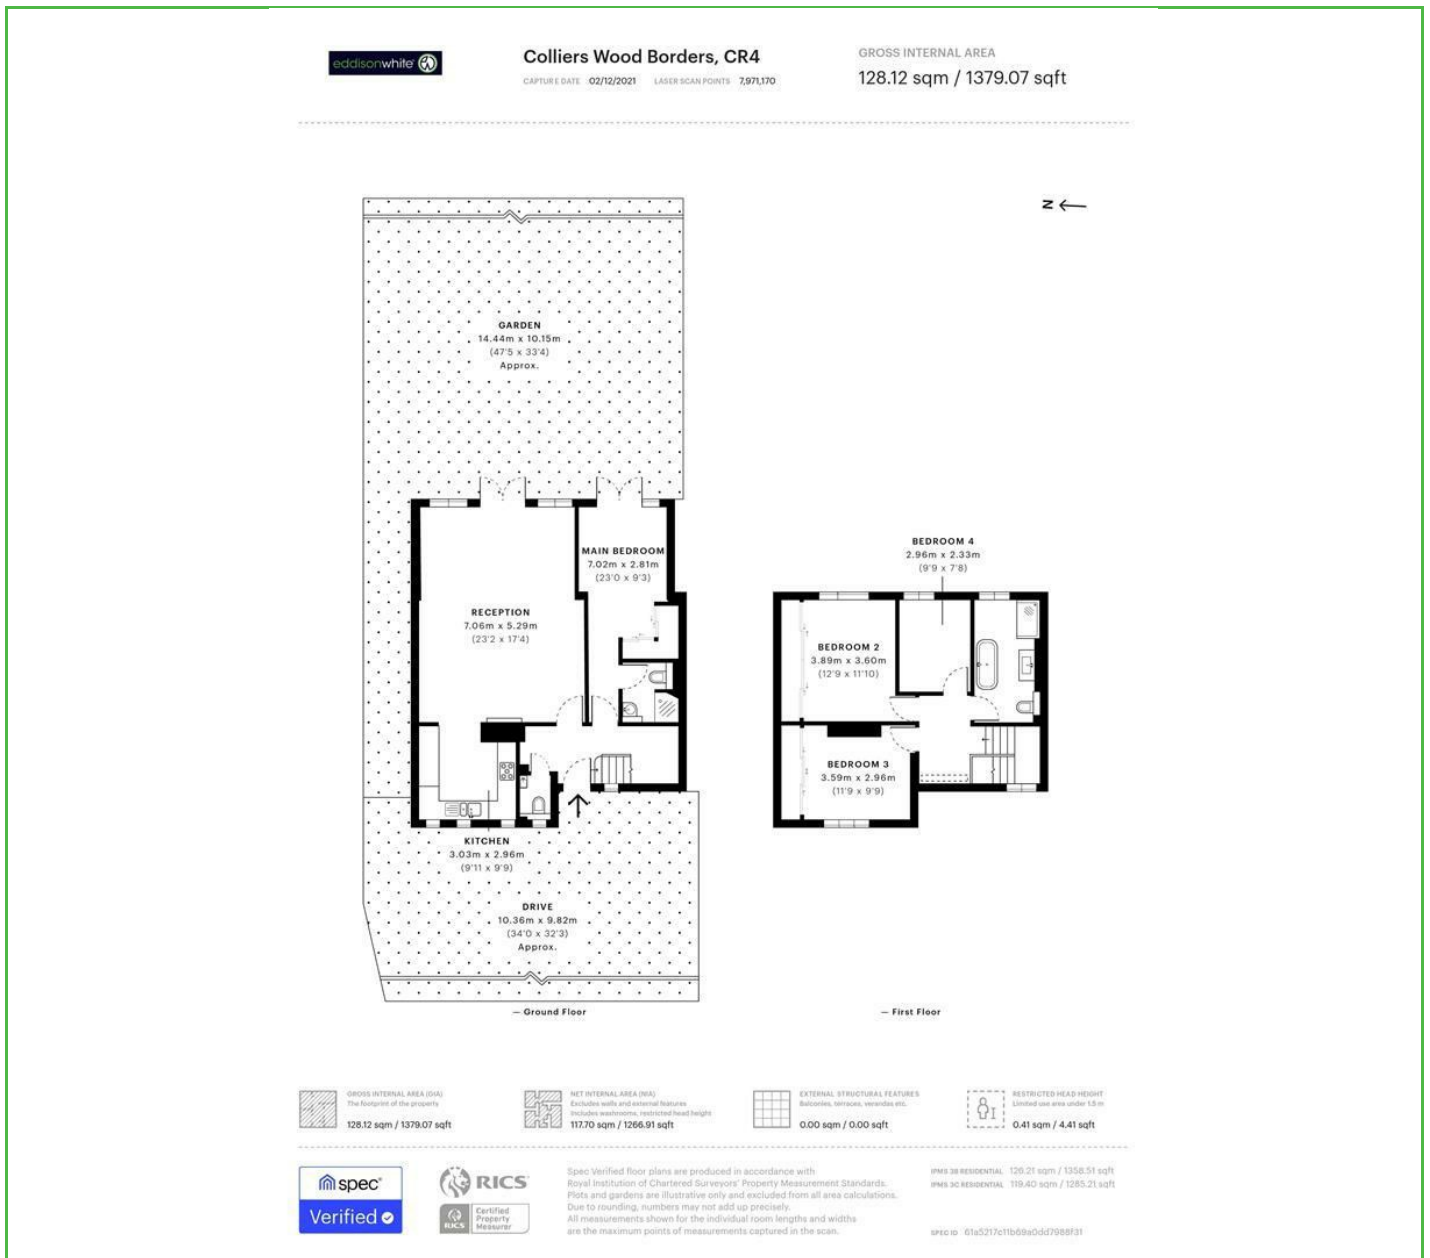 eddisonwhite
Colliers Wood Borders, CR4
CAPTURE DATE 02/12/2021 LASER SCAN POINTS 7,971,170
GROSS INTERNAL AREA
128.12 sqm / 1379.07 sqft
N
GARDEN
14.44m x 10.15m
(47'5 x 33'4)
Approx.
MAIN BEDROOM
7.02m x 2.81m
(23'0 x 9'3)
RECEPTION
7.06m x 5.29m
(23'2 x 17'4)
KITCHEN
3.03m x 2.96m
(9'11 x 9'9)
DRIVE
10.36m x 9.82m
(34'0 x 32'3)
Approx.
— Ground Floor
BEDROOM 4
2.96m x 2.33m
(9'9 x 7'8)
BEDROOM 2
3.89m x 3.60m
(12'9 x 11'10)
BEDROOM 3
3.59m x 2.96m
(11'9 x 9'9)
— First Floor
GROSS INTERNAL AREA (GIA)
The footprint of the property
128.12 sqm / 1379.07 sqft
NET INTERNAL AREA (NIA)
Excludes walls and external features
Includes washrooms, restricted head height
117.70 sqm / 1266.91 sqft
EXTERNAL STRUCTURAL FEATURES
Balconies, terraces, verandas etc.
0.00 sqm / 0.00 sqft
RESTRICTED HEAD HEIGHT
Limited use area under 1.5 m
0.41 sqm / 4.41 sqft
spec
Verified
RICS
RICS
Certified
Property
Measurer
Spec Verified floor plans are produced in accordance with
Royal Institution of Chartered Surveyors' Property Measurement Standards.
Plots and gardens are illustrative only and excluded from all area calculations.
Due to rounding, numbers may not add up precisely.
All measurements shown for the individual room lengths and widths
are the maximum points of measurements captured in the scan.
IPMS 3B RESIDENTIAL 126.21 sqm / 1358.51 sqft
IPMS 3C RESIDENTIAL 119.40 sqm / 1285.21 sqft
SPEC ID 61a5217c11b69a0dd7988f31